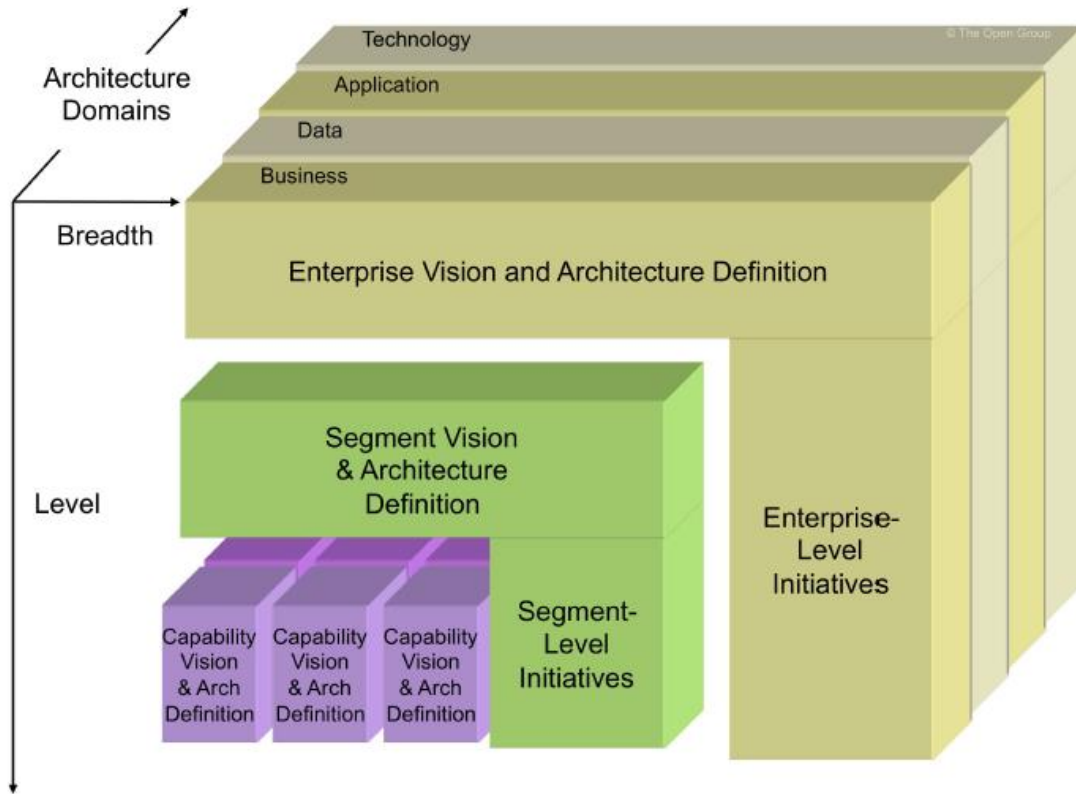 © The Open Group
Technology
Architecture
Domains
Application
Data
Business
Breadth
Enterprise Vision and Architecture Definition
Segment Vision
& Architecture
Definition
Level
Enterprise-
Level
Initiatives
Segment-
Level
Initiatives
Capability
Vision
& Arch
Definition
Capability
Vision
& Arch
Definition
Capability
Vision
& Arch
Definition